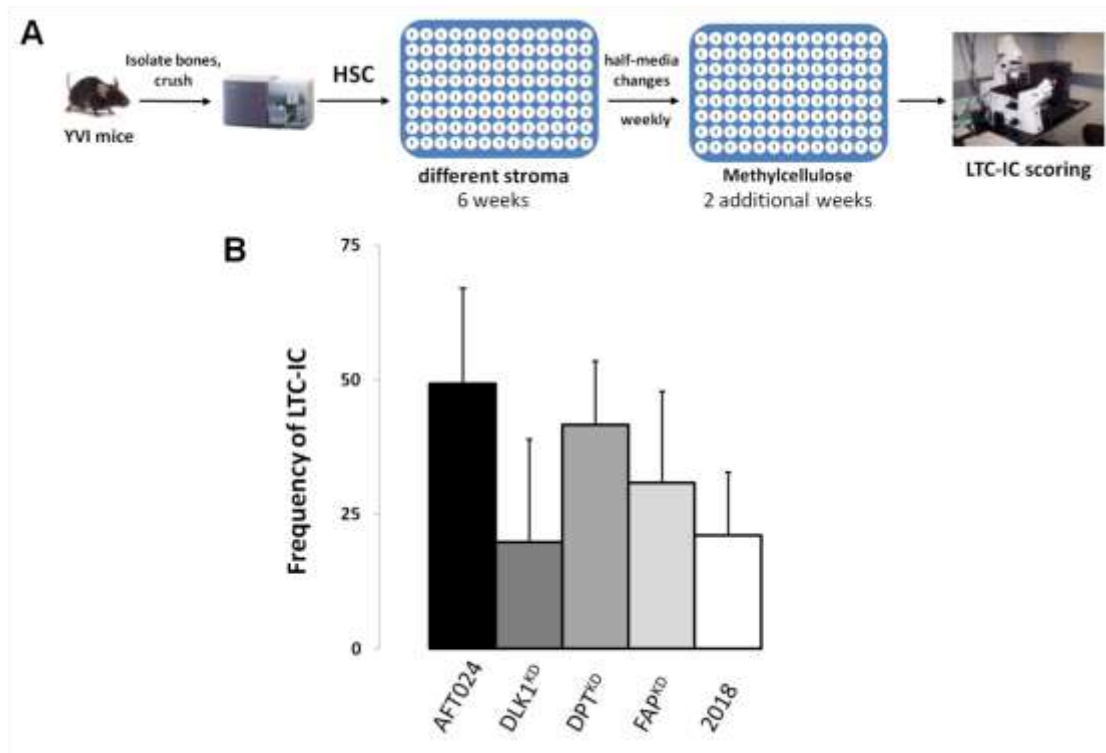 A
Isolate bones,
crush
YVI mice
HSC
different stroma
6 weeks
half-media
changes
weekly
Methylcellulose
2 additional weeks
LTC-IC scoring
B
Frequency of LTC-IC
75
50
25
0
AFT024
DLK1ᴷᴰ
DPTᴷᴰ
FAPᴷᴰ
2018